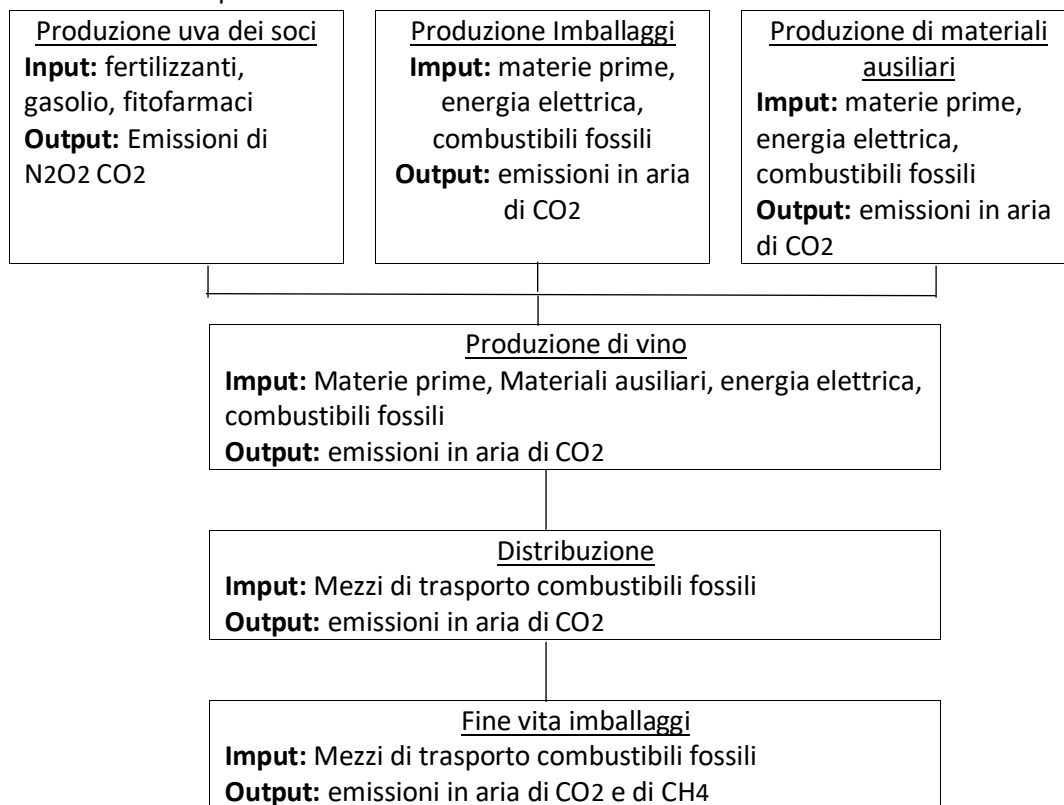 Produzione uva dei soci
Input: fertilizzanti,
gasolio, fitofarmaci
Output: Emissioni di
N2O2 CO2
Produzione Imballaggi
Imput: materie prime,
energia elettrica,
combustibili fossili
Output: emissioni in aria
di CO2
Produzione di materiali
ausiliari
Imput: materie prime,
energia elettrica,
combustibili fossili
Output: emissioni in aria
di CO2
Produzione di vino
Imput: Materie prime, Materiali ausiliari, energia elettrica,
combustibili fossili
Output: emissioni in aria di CO2
Distribuzione
Imput: Mezzi di trasporto combustibili fossili
Output: emissioni in aria di CO2
Fine vita imballaggi
Imput: Mezzi di trasporto combustibili fossili
Output: emissioni in aria di CO2 e di CH4